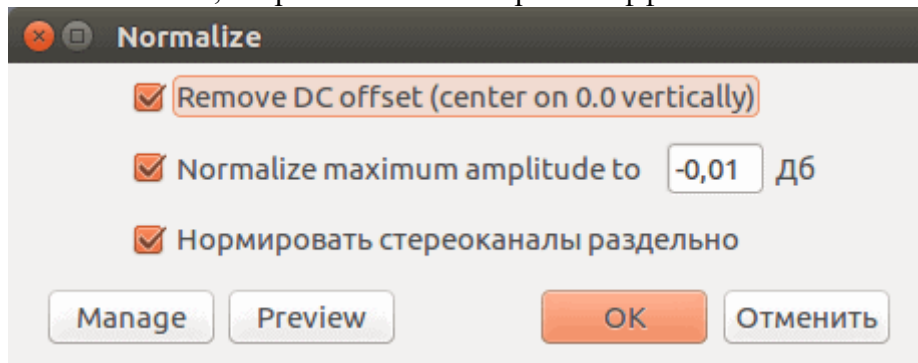 Normalize
Remove DC offset (center on 0.0 vertically)
Normalize maximum amplitude to -0,01 Дб
Нормировать стереоканалы раздельно
Manage Preview OK Отменить